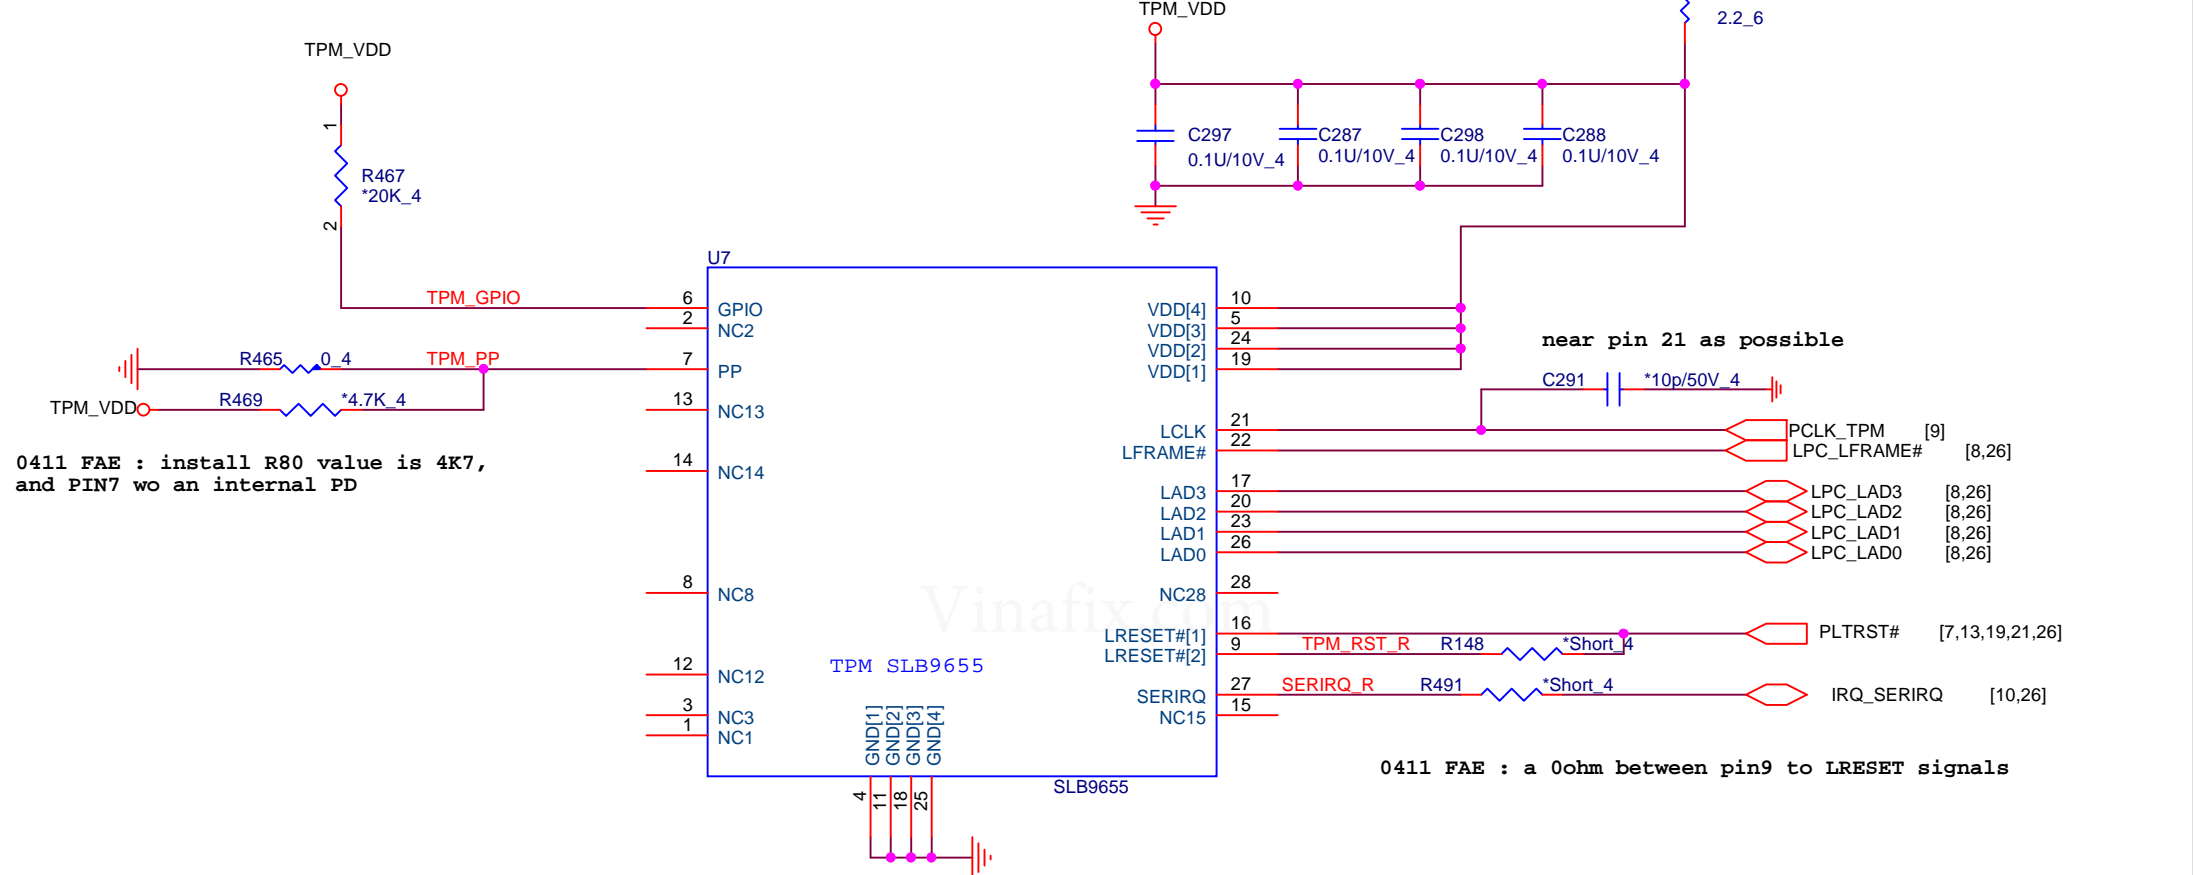 TPM_VDD
2.2_6
TPM_VDD
1
R467
*20K_4
2
C297
0.1U/10V_4
C287
0.1U/10V_4
C298
0.1U/10V_4
C288
0.1U/10V_4
U7
TPM_GPIO
6
GPIO
2
NC2
R465
0_4
TPM_PP
7
PP
TPM_VDD
R469
*4.7K_4
13
NC13
0411 FAE : install R80 value is 4K7,
and PIN7 wo an internal PD
14
NC14
8
NC8
12
NC12
3
NC3
1
NC1
TPM SLB9655
Vinafix.com
GND[1]
GND[2]
GND[3]
GND[4]
4
11
18
25
SLB9655
VDD[4]
10
VDD[3]
5
VDD[2]
24
VDD[1]
19
near pin 21 as possible
C291
*10p/50V_4
LCLK
21
PCLK_TPM [9]
LFRAME#
22
LPC_LFRAME# [8,26]
LAD3
17
LPC_LAD3 [8,26]
LAD2
20
LPC_LAD2 [8,26]
LAD1
23
LPC_LAD1 [8,26]
LAD0
26
LPC_LAD0 [8,26]
NC28
28
LRESET#[1]
16
PLTRST# [7,13,19,21,26]
LRESET#[2]
9
TPM_RST_R
R148
*Short_4
SERIRQ
27
SERIRQ_R
R491
*Short_4
IRQ_SERIRQ [10,26]
NC15
15
0411 FAE : a 0ohm between pin9 to LRESET signals